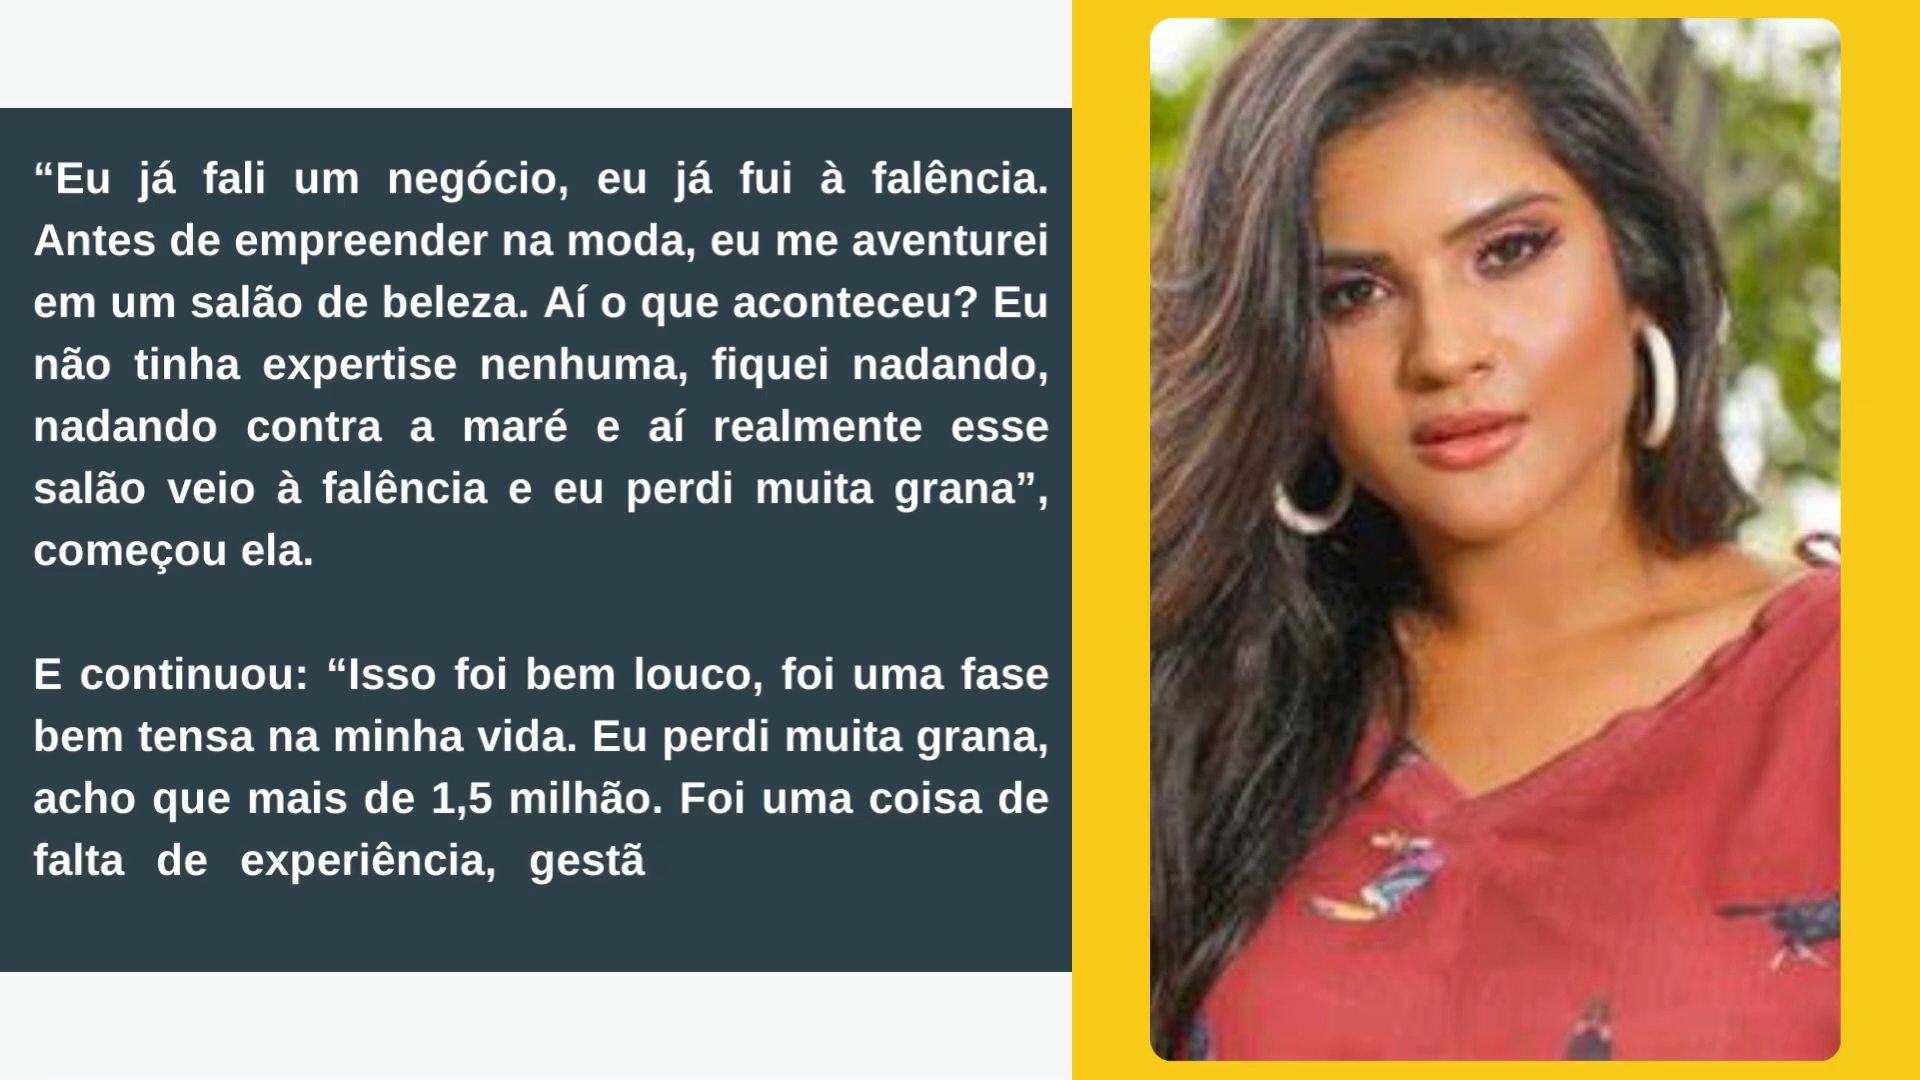 “Eu já fali um negócio, eu já fui à falência.
Antes de empreender na moda, eu me aventurei
em um salão de beleza. Aí o que aconteceu? Eu
não tinha expertise nenhuma, fiquei nadando,
nadando contra a maré e aí realmente esse
salão veio à falência e eu perdi muita grana”,
começou ela.
E continuou: “Isso foi bem louco, foi uma fase
bem tensa na minha vida. Eu perdi muita grana,
acho que mais de 1,5 milhão. Foi uma coisa de
falta de experiência, gestã